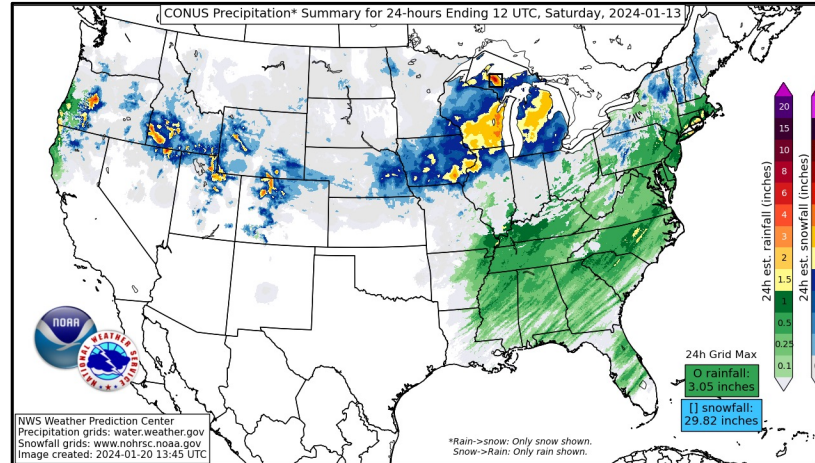 CONUS Precipitation* Summary for 24-hours Ending 12 UTC, Saturday, 2024-01-13
24h est. rainfall (inches)
20
15
10
8
6
4
3
2
1.5
1
0.5
0.25
0.1
24h est. snowfall (inches)
NOAA
NATIONAL WEATHER SERVICE
24h Grid Max
O rainfall:
3.05 inches
[] snowfall:
29.82 inches
NWS Weather Prediction Center
Precipitation grids: water.weather.gov
Snowfall grids: www.nohrsc.noaa.gov
Image created: 2024-01-20 13:45 UTC
*Rain->snow: Only snow shown.
Snow->Rain: Only rain shown.